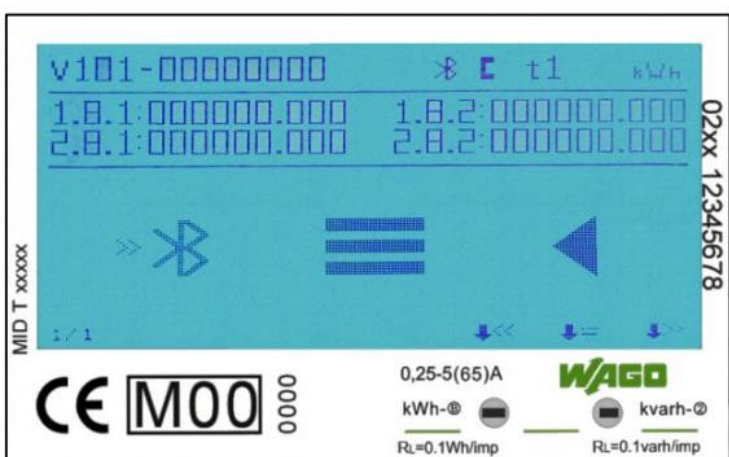 v101-00000000 C t1 kWh
1.8.1:000000.000 1.8.2:000000.000
2.8.1:000000.000 2.8.2:000000.000
>>
1/1 << := >>
MID T xxxxx
02xx 12345678
CE M00 0000
0,25-5(65)A WAGO
kWh-⑧ kvarh-②
RL=0.1Wh/imp RL=0.1varh/imp